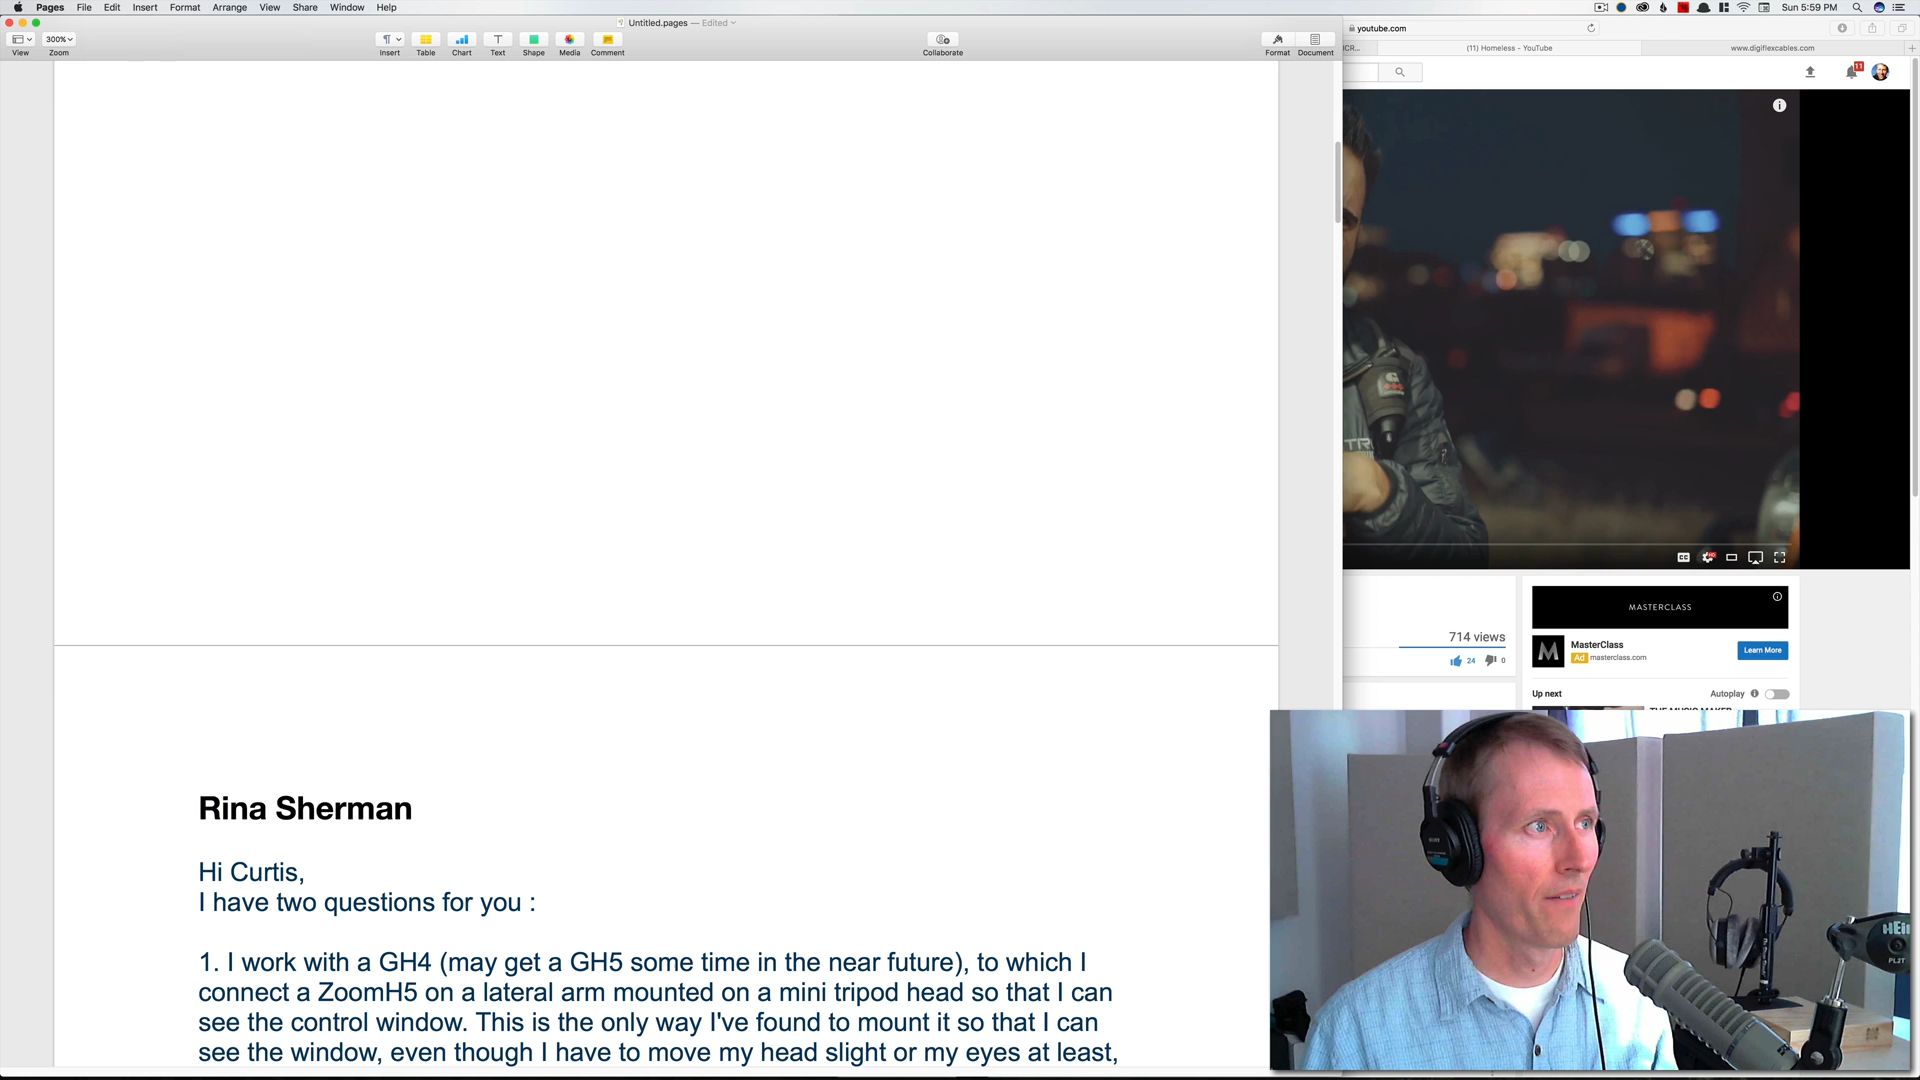 Pages File Edit Insert Format Arrange View Share Window Help
Sun 5:59 PM
Untitled.pages — Edited
300%
View Zoom Insert Table Chart Text Shape Media Comment Collaborate Format Document
youtube.com
(11) Homeless - YouTube
www.digiflexcables.com
11
714 views
24 0
MASTERCLASS
MasterClass
Ad masterclass.com
Learn More
Up next Autoplay
Rina Sherman
Hi Curtis,
I have two questions for you :
1. I work with a GH4 (may get a GH5 some time in the near future), to which I
connect a ZoomH5 on a lateral arm mounted on a mini tripod head so that I can
see the control window. This is the only way I've found to mount it so that I can
see the window, even though I have to move my head slight or my eyes at least,
PL2T